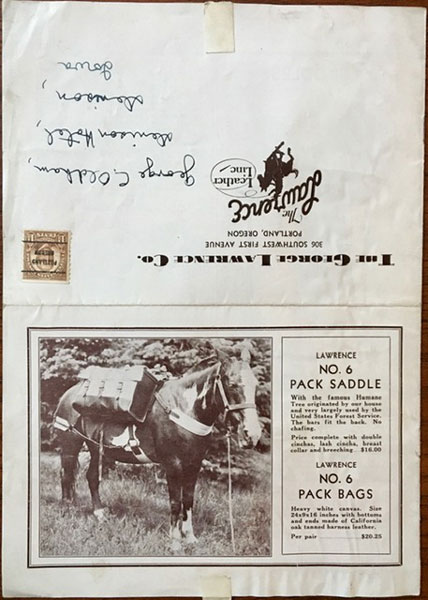 THE GEORGE LAWRENCE CO.
306 SOUTHWEST FIRST AVENUE
PORTLAND, OREGON
The Lawrence
Leather
Line
PORTLAND
OREGON
George C. Oldham,
Denison Hotel,
Denison,
Iowa
LAWRENCE
NO. 6
PACK SADDLE
With the famous Humane
Tree originated by our house
and very largely used by the
United States Forest Service.
The bars fit the back. No
chafing.
Price complete with double
cinchas, lash cincha, breast
collar and breeching. $16.00
LAWRENCE
NO. 6
PACK BAGS
Heavy white canvas. Size
24x9x16 inches with bottoms
and ends made of California
oak tanned harness leather.
Per pair $20.25